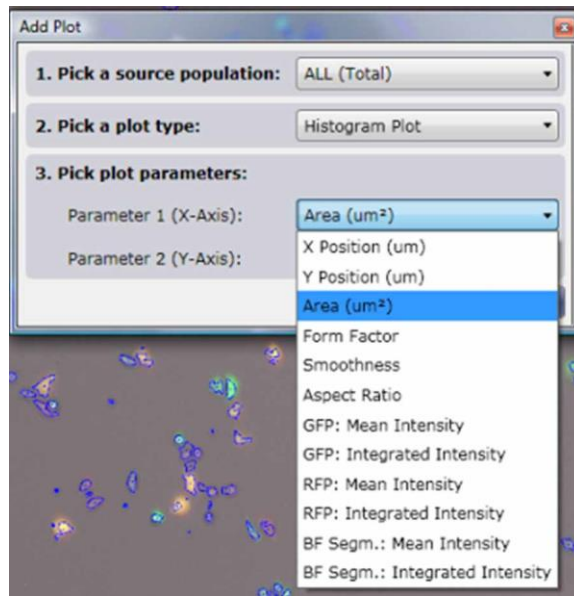 Add Plot
1. Pick a source population: ALL (Total)
2. Pick a plot type: Histogram Plot
3. Pick plot parameters:
Parameter 1 (X-Axis): Area (um²)
X Position (um)
Parameter 2 (Y-Axis):
Y Position (um)
Area (um²)
Form Factor
Smoothness
Aspect Ratio
GFP: Mean Intensity
GFP: Integrated Intensity
RFP: Mean Intensity
RFP: Integrated Intensity
BF Segm.: Mean Intensity
BF Segm.: Integrated Intensity